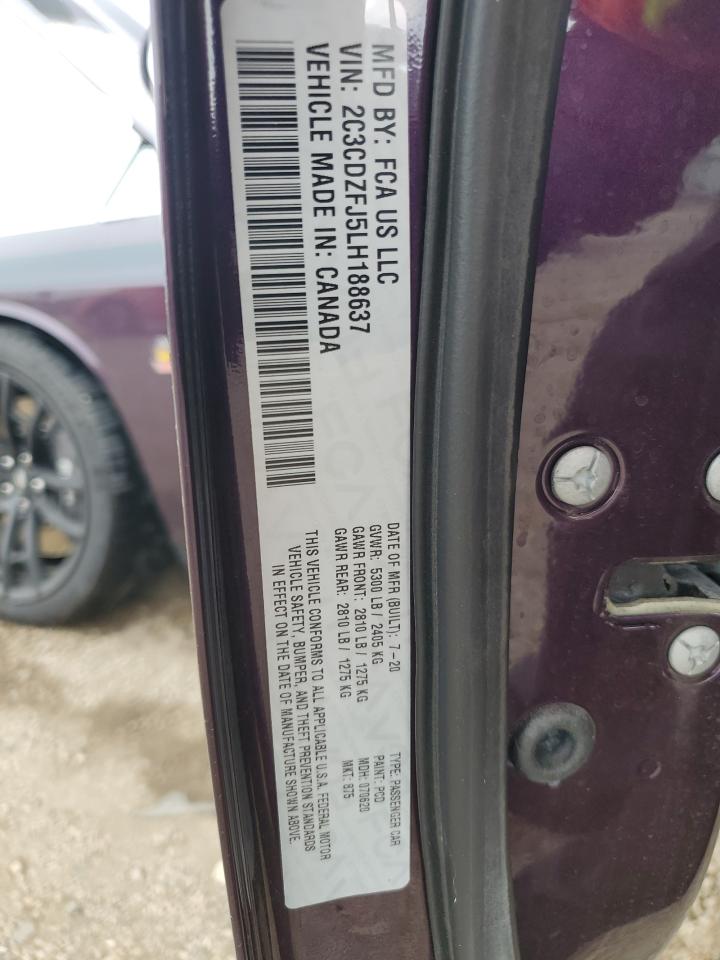 MFD BY: FCA US LLC
VIN: 2C3CDZFJ5LH188637
VEHICLE MADE IN: CANADA
DATE OF MFR (BUILT): 7-20
GVWR: 5300 LB / 2405 KG
GAWR FRONT: 2810 LB / 1275 KG
GAWR REAR: 2810 LB / 1275 KG
TYPE: PASSENGER CAR
PAINT: PCD
MDH: 070620
MKT: 875
THIS VEHICLE CONFORMS TO ALL APPLICABLE U.S.A. FEDERAL MOTOR
VEHICLE SAFETY, BUMPER, AND THEFT PREVENTION STANDARDS
IN EFFECT ON THE DATE OF MANUFACTURE SHOWN ABOVE.